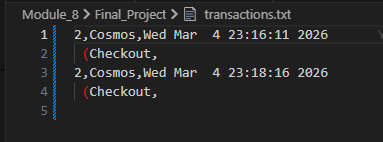 Module_8 > Final_Project > transactions.txt
1 2,Cosmos,Wed Mar  4 23:16:11 2026
2  (Checkout,
3 2,Cosmos,Wed Mar  4 23:18:16 2026
4  (Checkout,
5